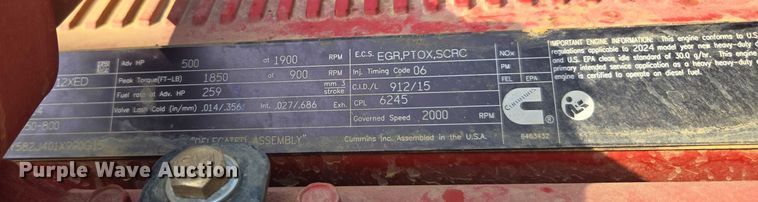 Adv HP 500 at 1900 RPM
12XED
Peak Torque(FT-LB) 1850 at 900 RPM
Fuel rate at Adv. HP 259 mm 3 stroke
Valve Lash Cold (in/mm) .014/.356 Int. .027/.686 Exh.
50-800
"DELEGATED ASSEMBLY"
E.C.S. EGR,PTOX,SCRC
Inj. Timing Code 06
C.I.D./L 912/15
CPL 6245
Governed Speed 2000 RPM
Cummins Inc. Assembled in the U.S.A.
NOx
FEL EPA
Cummins
6463432
IMPORTANT ENGINE INFORMATION: This engine conforms to U.S.
regulations applicable to 2024 model year new heavy-duty
and U.S. EPA clean idle standard of 30.0 g/hr. This
primary intended service application as a heavy heavy-duty
engine. This engine is certified to operate on diesel fuel.
Purple Wave Auction